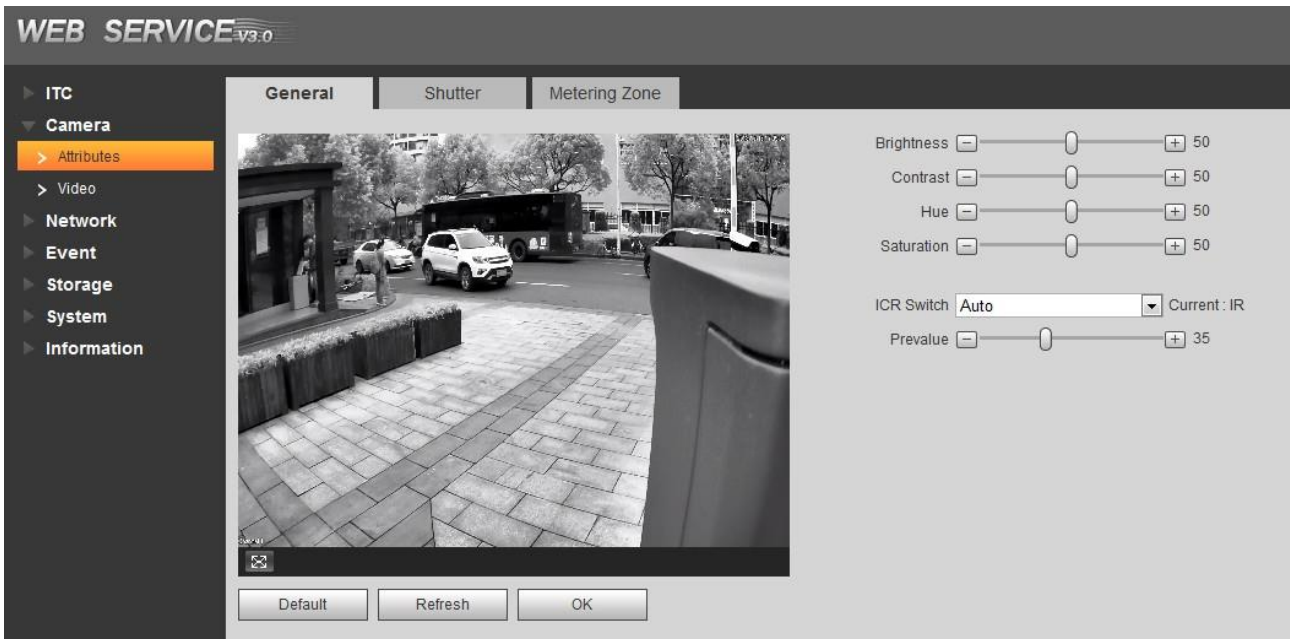 WEB SERVICE V3.0
ITC
Camera
Attributes
Video
Network
Event
Storage
System
Information
General
Shutter
Metering Zone
Brightness 50
Contrast 50
Hue 50
Saturation 50
ICR Switch Auto Current : IR
Prevalue 35
Default
Refresh
OK